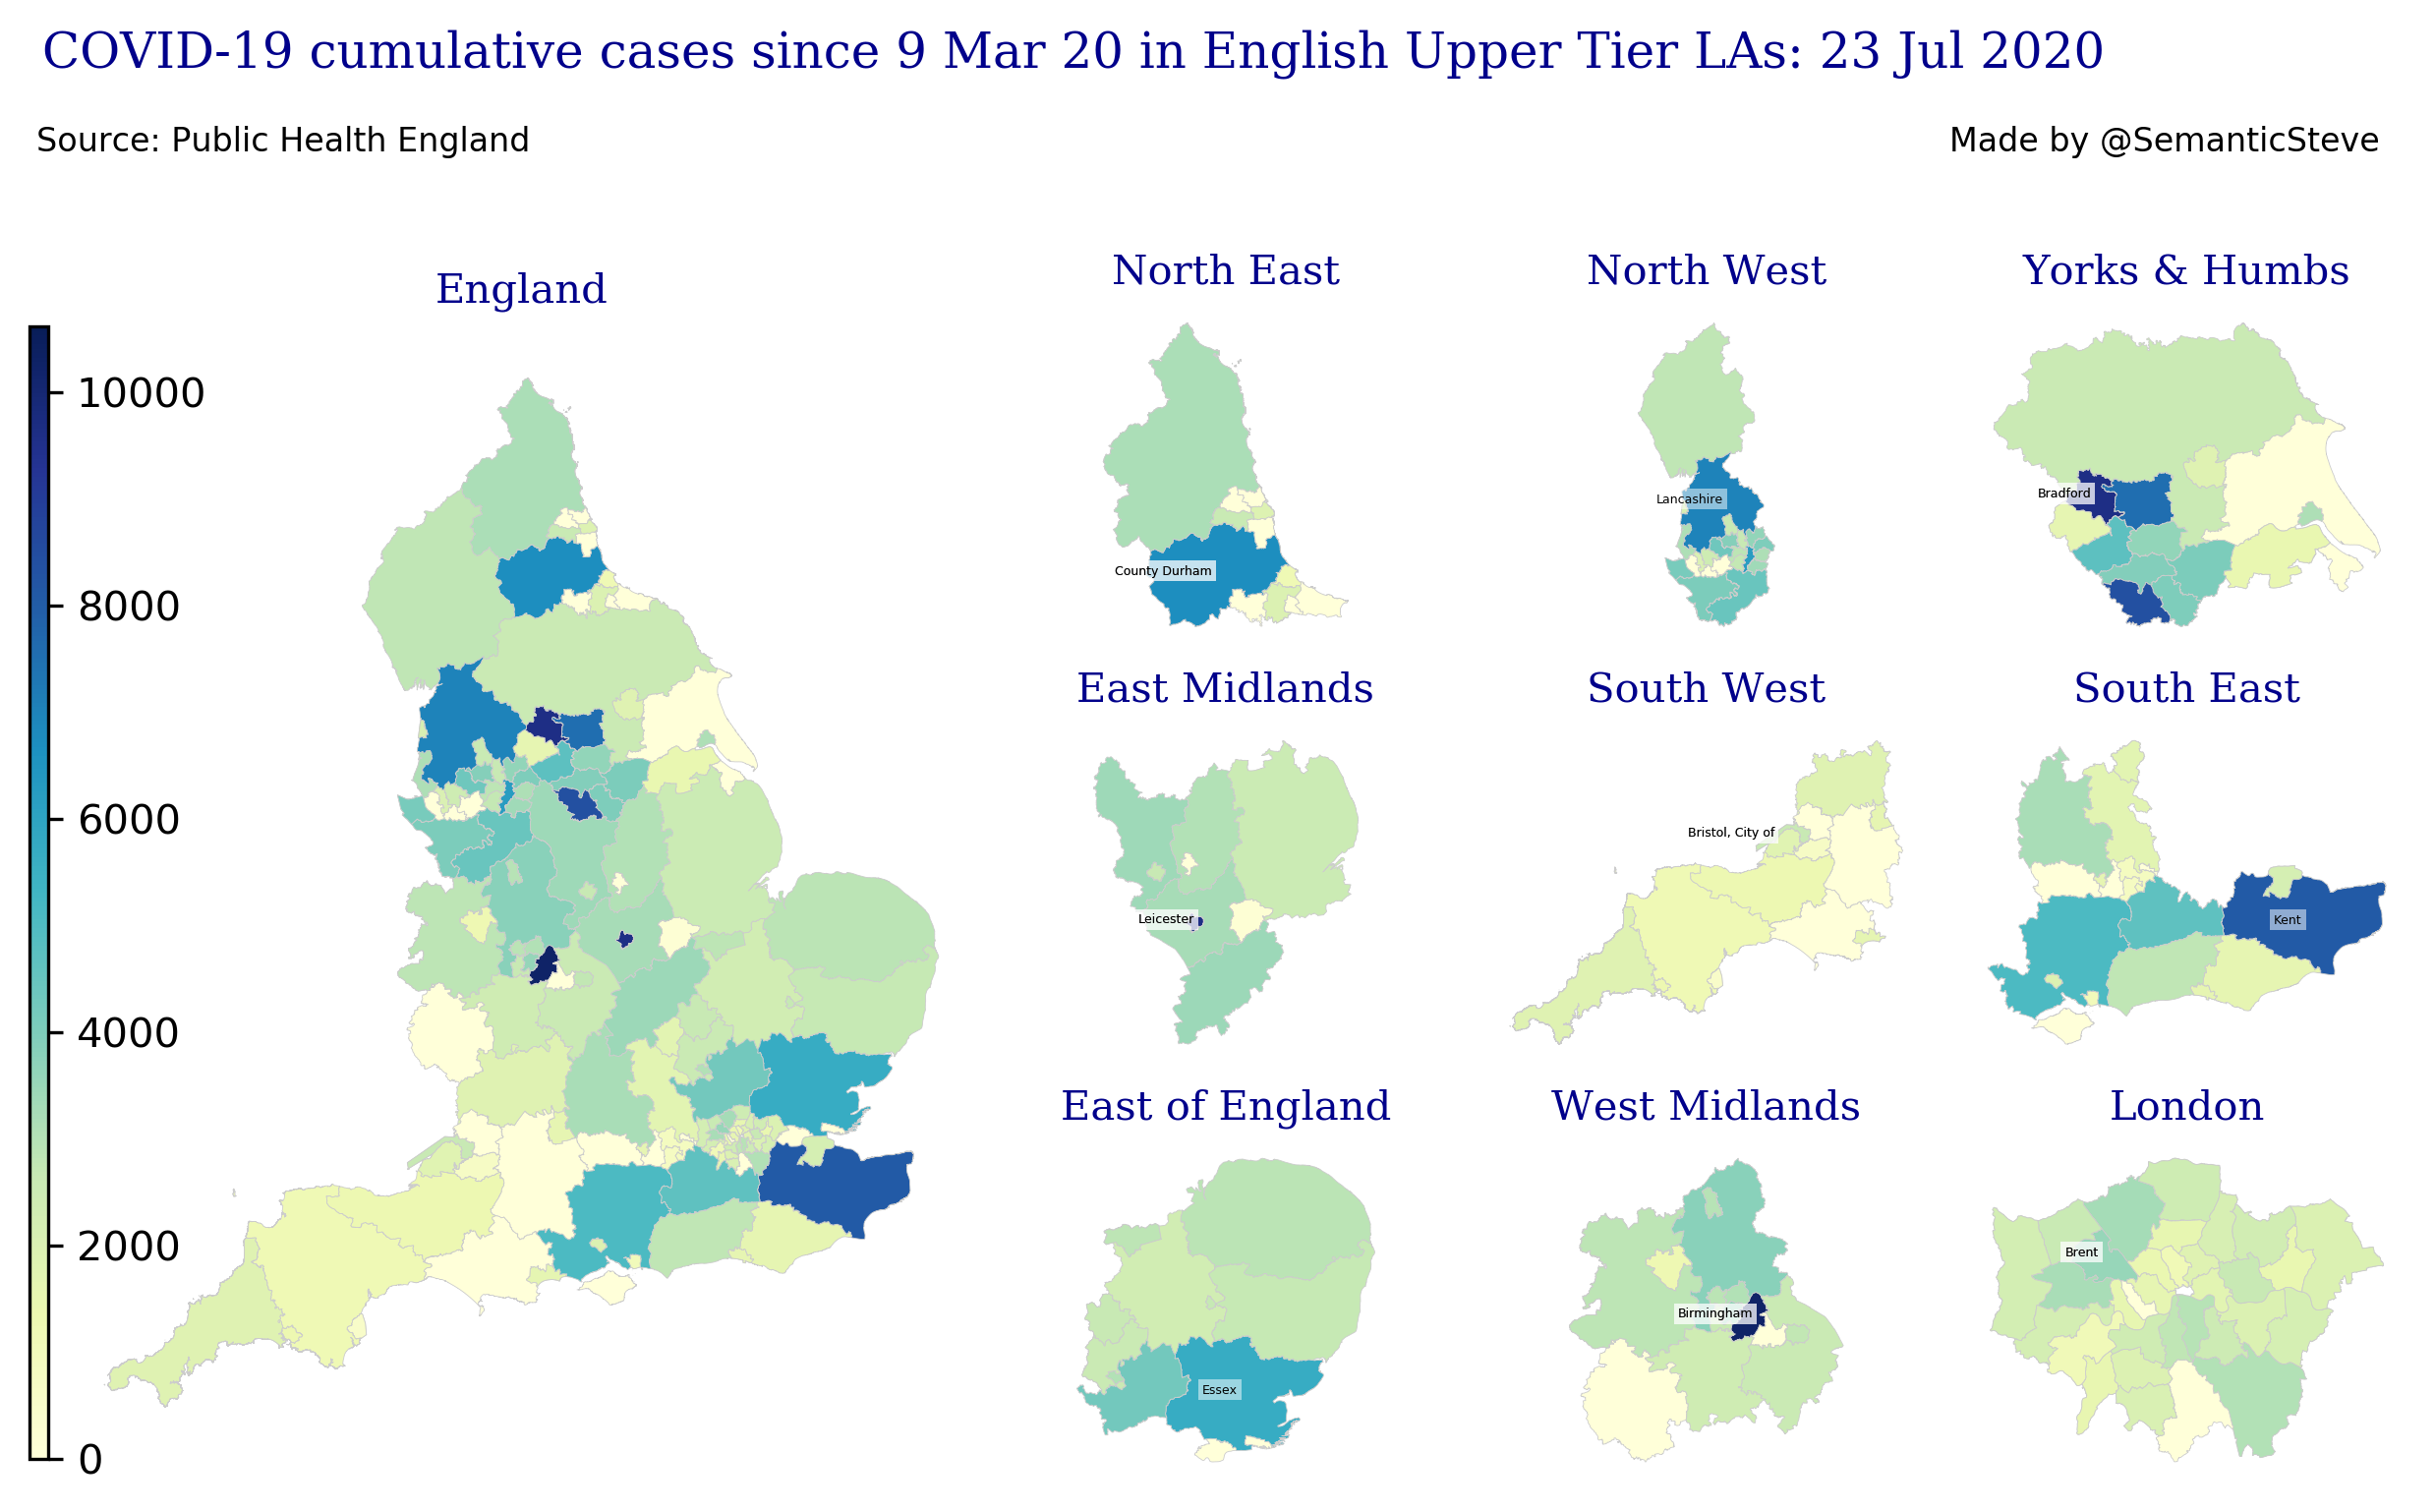 COVID-19 cumulative cases since 9 Mar 20 in English Upper Tier LAs: 23 Jul 2020
Source: Public Health England
Made by @SemanticSteve
England
10000
8000
6000
4000
2000
0
North East
County Durham
North West
Lancashire
Yorks & Humbs
Bradford
East Midlands
Leicester
South West
Bristol, City of
South East
Kent
East of England
Essex
West Midlands
Birmingham
London
Brent